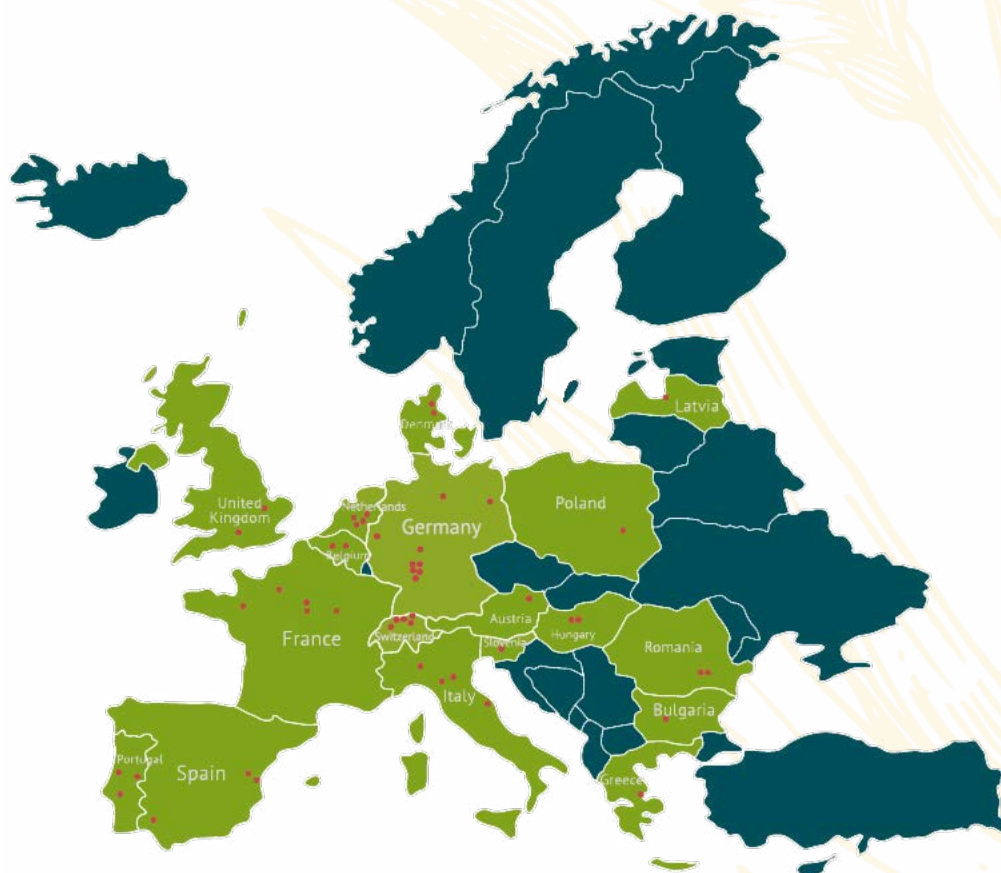 Latvia
Denmark
Poland
United
Kingdom
Netherlands
Germany
Belgium
France
Switzerland
Austria
Hungary
Slovenia
Romania
Italy
Bulgaria
Portugal
Spain
Greece